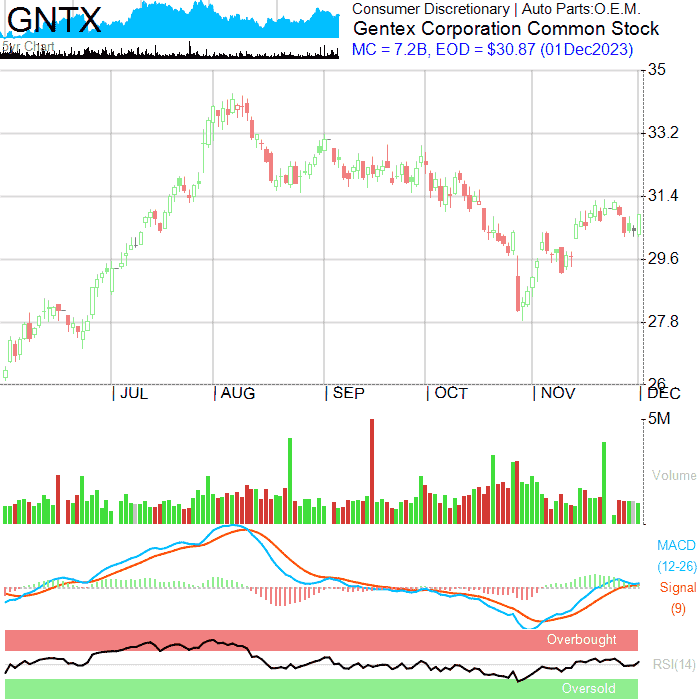 GNTX
5yr Chart
Consumer Discretionary | Auto Parts:O.E.M.
Gentex Corporation Common Stock
MC = 7.2B, EOD = $30.87 (01Dec2023)
35
33.2
31.4
29.6
27.8
26
JUL AUG SEP OCT NOV DEC
5M
Volume
MACD
(12-26)
Signal
(9)
Overbought
RSI(14)
Oversold